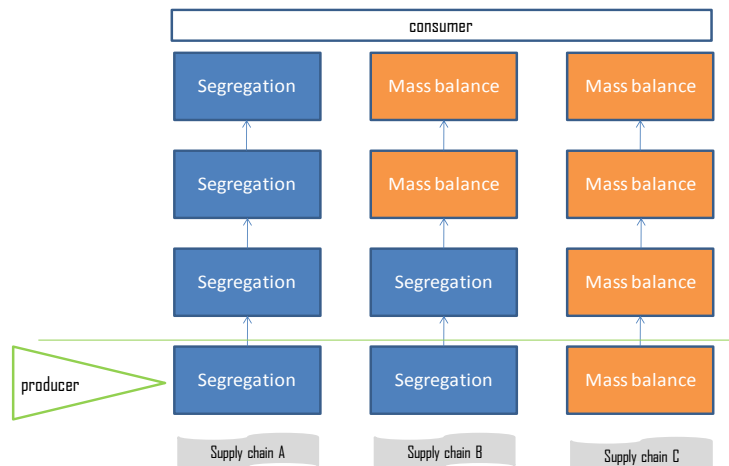 consumer
Segregation
Mass balance
Mass balance
Segregation
Mass balance
Mass balance
Segregation
Segregation
Mass balance
producer
Segregation
Segregation
Mass balance
Supply chain A
Supply chain B
Supply chain C